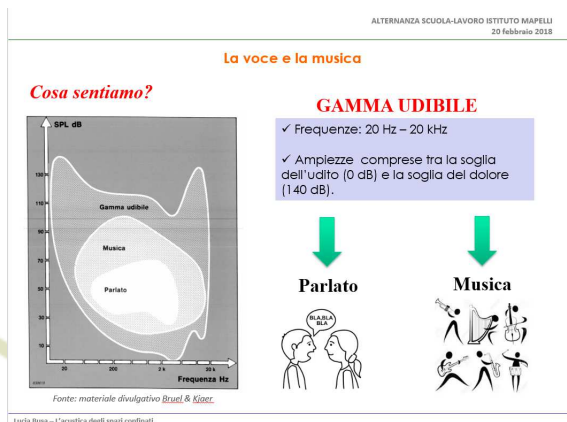 ALTERNANZA SCUOLA-LAVORO ISTITUTO MAPELLI
20 febbraio 2018
La voce e la musica
Cosa sentiamo?
SPL dB
130
110
90
70
50
30
10
Gamma udibile
Musica
Parlato
20
200
2 k
20 k
Frequenza Hz
Fonte: materiale divulgativo Bruel & Kjaer
GAMMA UDIBILE
✓ Frequenze: 20 Hz – 20 kHz
✓ Ampiezze comprese tra la soglia
dell'udito (0 dB) e la soglia del dolore
(140 dB).
Parlato
Musica
BLA,BLA
BLA
Lucia Busa – L'acustica degli spazi confinati